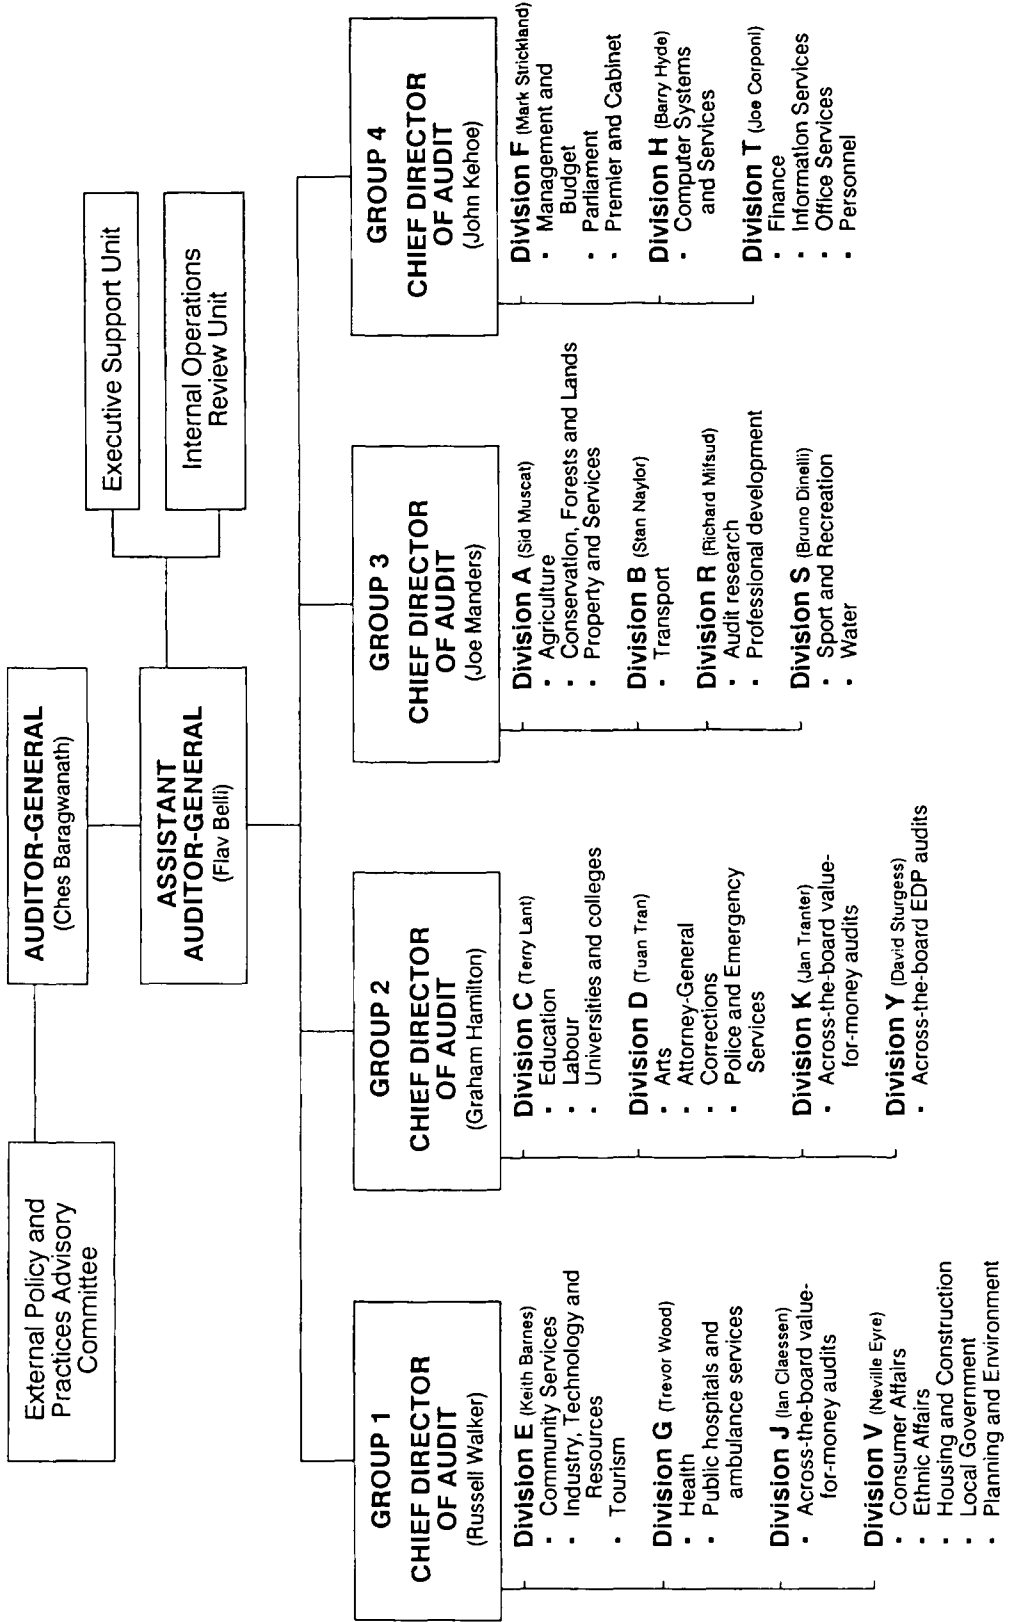 External Policy and
Practices Advisory
Committee
AUDITOR-GENERAL
(Ches Baragwanath)
ASSISTANT
AUDITOR-GENERAL
(Flav Belli)
Executive Support Unit
Internal Operations
Review Unit
GROUP 1
CHIEF DIRECTOR
OF AUDIT
(Russell Walker)
Division E (Keith Barnes)
· Community Services
· Industry, Technology and
Resources
· Tourism
Division G (Trevor Wood)
· Health
· Public hospitals and
ambulance services
Division J (Ian Claessen)
· Across-the-board value-
for-money audits
Division V (Neville Eyre)
· Consumer Affairs
· Ethnic Affairs
· Housing and Construction
· Local Government
· Planning and Environment
GROUP 2
CHIEF DIRECTOR
OF AUDIT
(Graham Hamilton)
Division C (Terry Lant)
· Education
· Labour
· Universities and colleges
Division D (Tuan Tran)
· Arts
· Attorney-General
· Corrections
· Police and Emergency
Services
Division K (Jan Tranter)
· Across-the-board value-
for-money audits
Division Y (David Sturgess)
· Across-the-board EDP audits
GROUP 3
CHIEF DIRECTOR
OF AUDIT
(Joe Manders)
Division A (Sid Muscat)
· Agriculture
· Conservation, Forests and Lands
· Property and Services
Division B (Stan Naylor)
· Transport
Division R (Richard Mifsud)
· Audit research
· Professional development
Division S (Bruno Dinelli)
· Sport and Recreation
· Water
GROUP 4
CHIEF DIRECTOR
OF AUDIT
(John Kehoe)
Division F (Mark Strickland)
· Management and
Budget
· Parliament
· Premier and Cabinet
Division H (Barry Hyde)
· Computer Systems
and Services
Division T (Joe Corponi)
· Finance
· Information Services
· Office Services
· Personnel